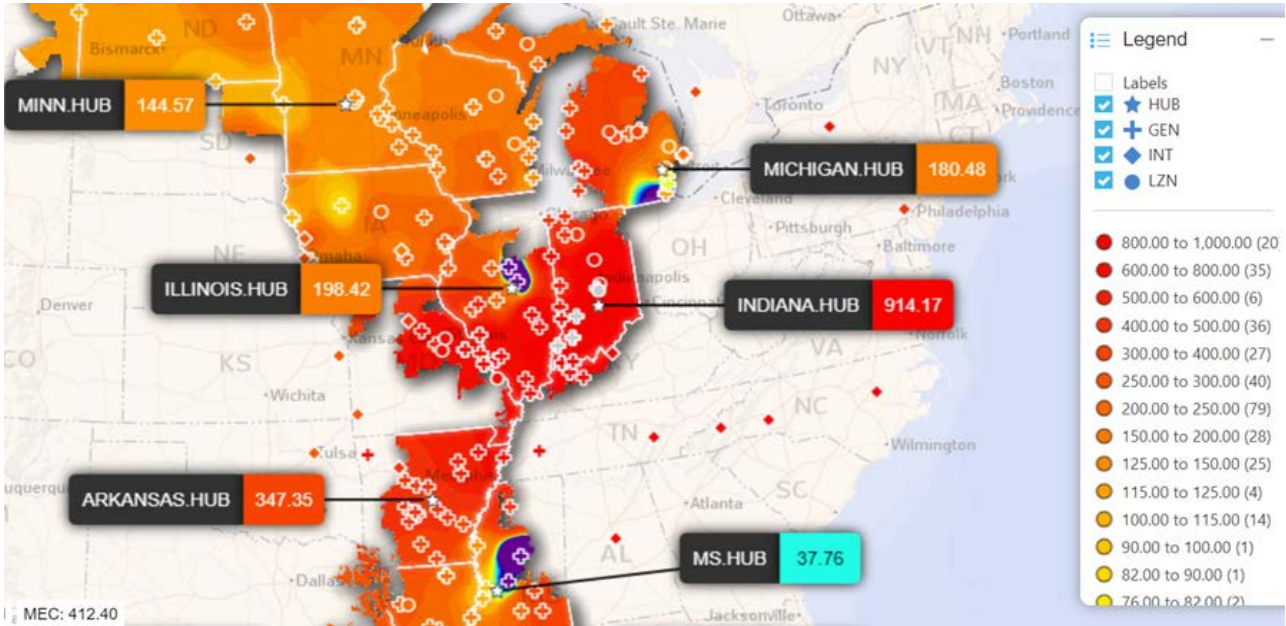 Gault Ste. Marie
Ottawa
ND
Bismarck
MN
VT
NH
Portland
NY
MINN.HUB 144.57
Toronto
MA
Boston
Providence
CT
SD
MICHIGAN.HUB 180.48
Cleveland
Philadelphia
Chicago
IA
Pittsburgh
NE
OH
Baltimore
ILLINOIS.HUB 198.42
Denver
INDIANA.HUB 914.17
Cincinnati
Norfolk
CO
KS
KY
VA
Wichita
NC
TN
Tulsa
Wilmington
Memphis
ARKANSAS.HUB 347.35
SC
Atlanta
AL
MS.HUB 37.76
Dallas
Jacksonville
MEC: 412.40
Legend
Labels
HUB
GEN
INT
LZN
800.00 to 1,000.00 (20
600.00 to 800.00 (35)
500.00 to 600.00 (6)
400.00 to 500.00 (36)
300.00 to 400.00 (27)
250.00 to 300.00 (40)
200.00 to 250.00 (79)
150.00 to 200.00 (28)
125.00 to 150.00 (25)
115.00 to 125.00 (4)
100.00 to 115.00 (14)
90.00 to 100.00 (1)
82.00 to 90.00 (1)
76.00 to 82.00 (2)